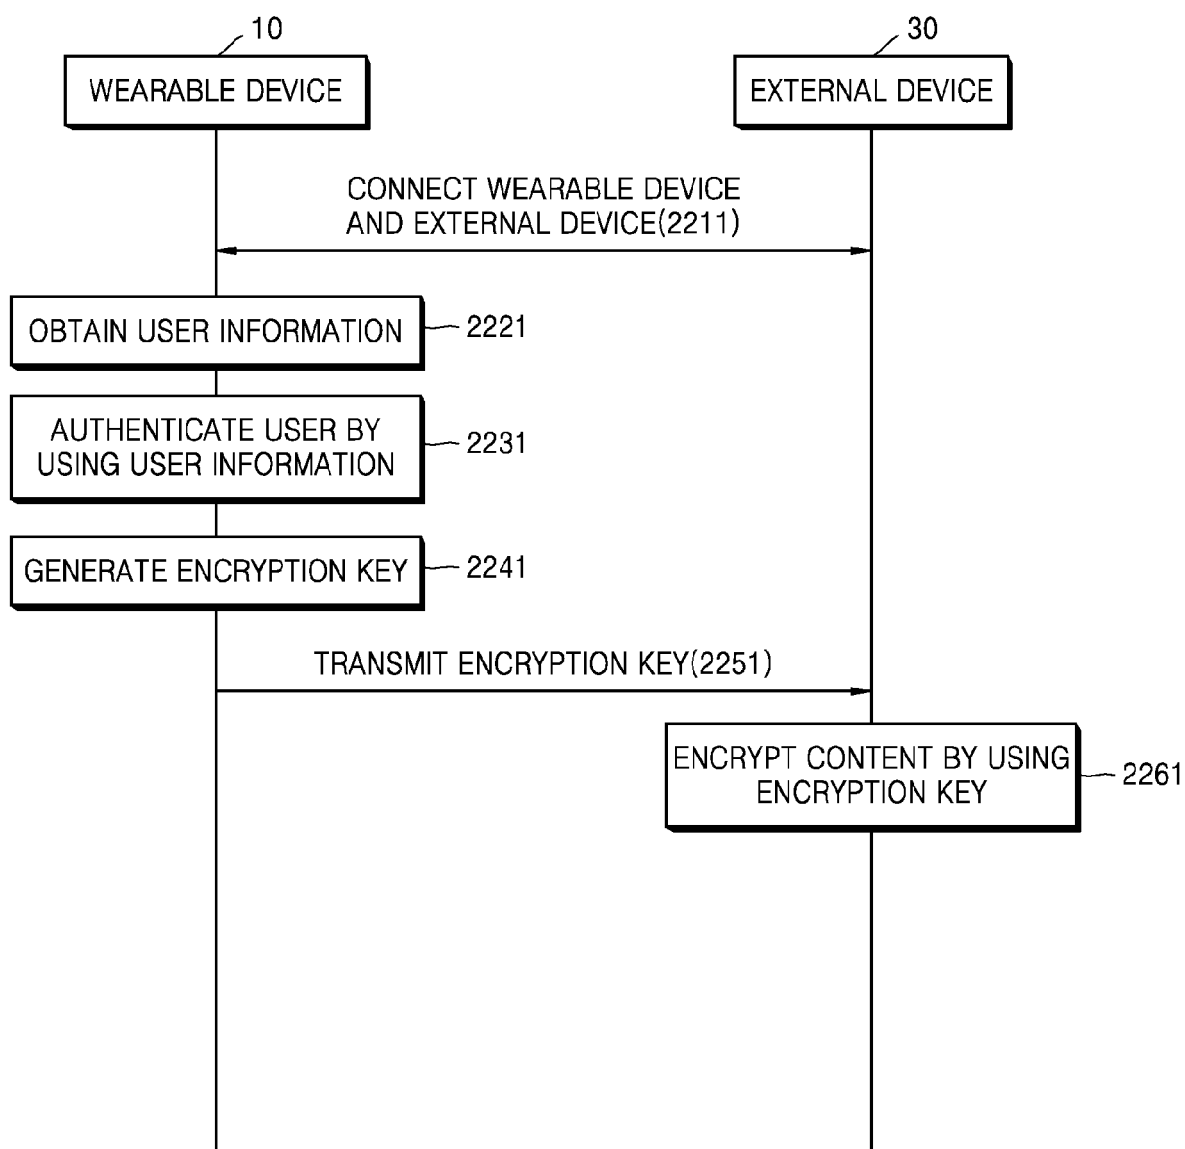 10
30
WEARABLE DEVICE
EXTERNAL DEVICE
CONNECT WEARABLE DEVICE
AND EXTERNAL DEVICE(2211)
OBTAIN USER INFORMATION
2221
AUTHENTICATE USER BY
USING USER INFORMATION
2231
GENERATE ENCRYPTION KEY
2241
TRANSMIT ENCRYPTION KEY(2251)
ENCRYPT CONTENT BY USING
ENCRYPTION KEY
2261